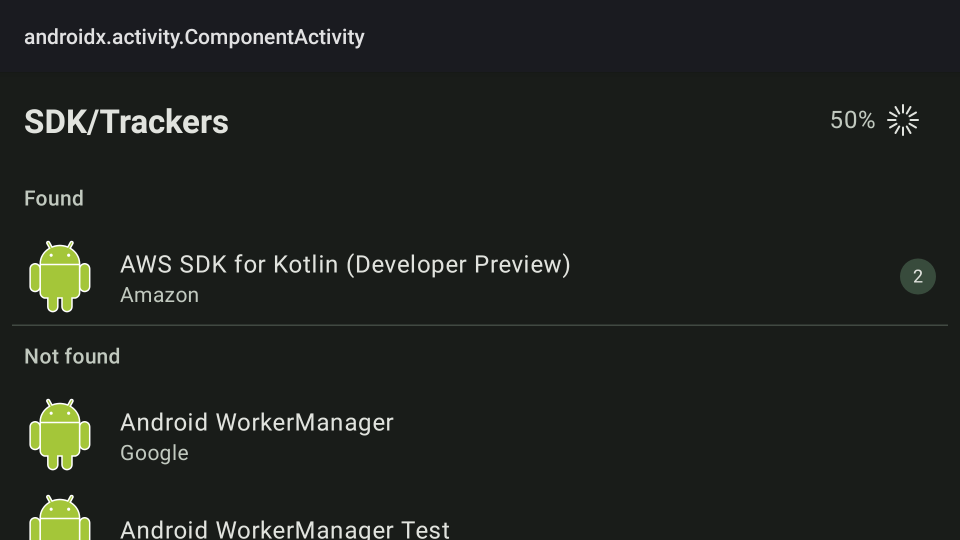 androidx.activity.ComponentActivity
SDK/Trackers
50%
Found
AWS SDK for Kotlin (Developer Preview)
Amazon
2
Not found
Android WorkerManager
Google
Android WorkerManager Test